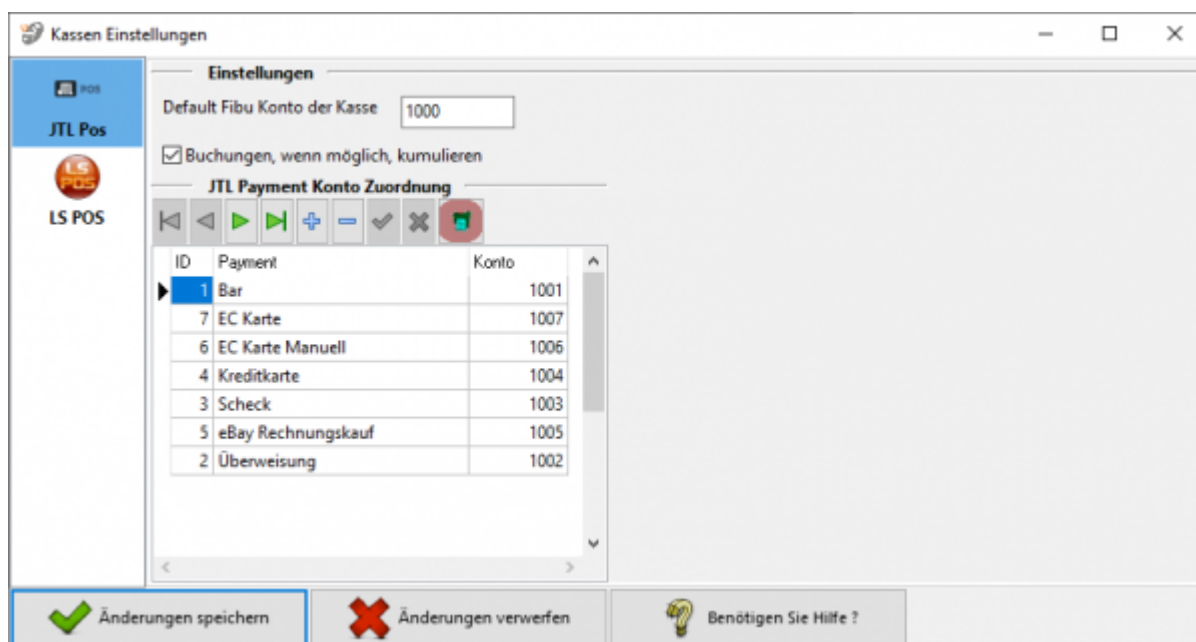 Kassen Einstellungen
POS
JTL Pos
LS POS
LS POS
Einstellungen
Default Fibu Konto der Kasse 1000
Buchungen, wenn möglich, kumulieren
JTL Payment Konto Zuordnung
ID Payment Konto
1 Bar 1001
7 EC Karte 1007
6 EC Karte Manuell 1006
4 Kreditkarte 1004
3 Scheck 1003
5 eBay Rechnungskauf 1005
2 Überweisung 1002
Änderungen speichern Änderungen verwerfen Benötigen Sie Hilfe ?